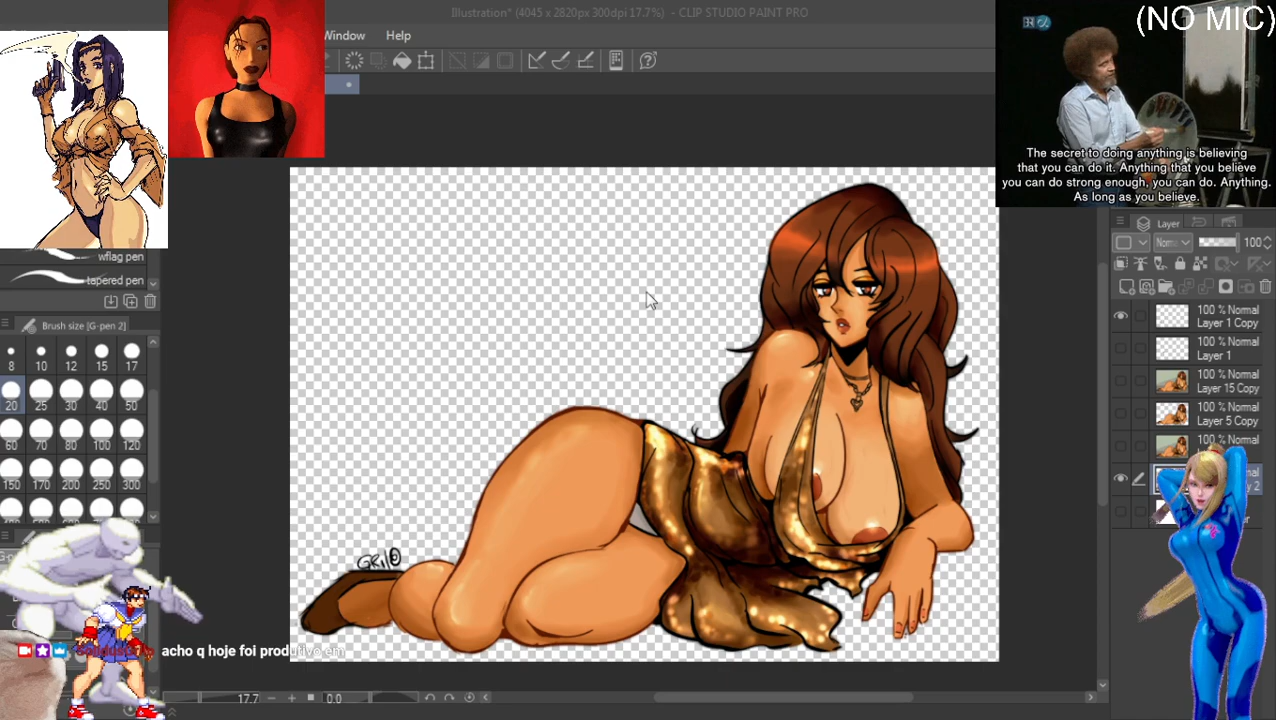 Illustration* (4045 x 2820px 300dpi 17.7%) - CLIP STUDIO PAINT PRO
(NO MIC)
Window Help
The secret to doing anything is believing
that you can do it. Anything that you believe
you can do strong enough, you can do. Anything.
As long as you believe.
wflag pen
tapered pen
Brush size [G-pen 2]
8 10 12 15 17
20 25 30 40 50
60 70 80 100 120
150 170 200 250 300
Layer
Norm 100
100 % Normal
Layer 1 Copy
100 % Normal
Layer 1
100 % Normal
Layer 15 Copy
100 % Normal
Layer 5 Copy
100 % Normal
acho q hoje foi produtivo em
17.7 0.0